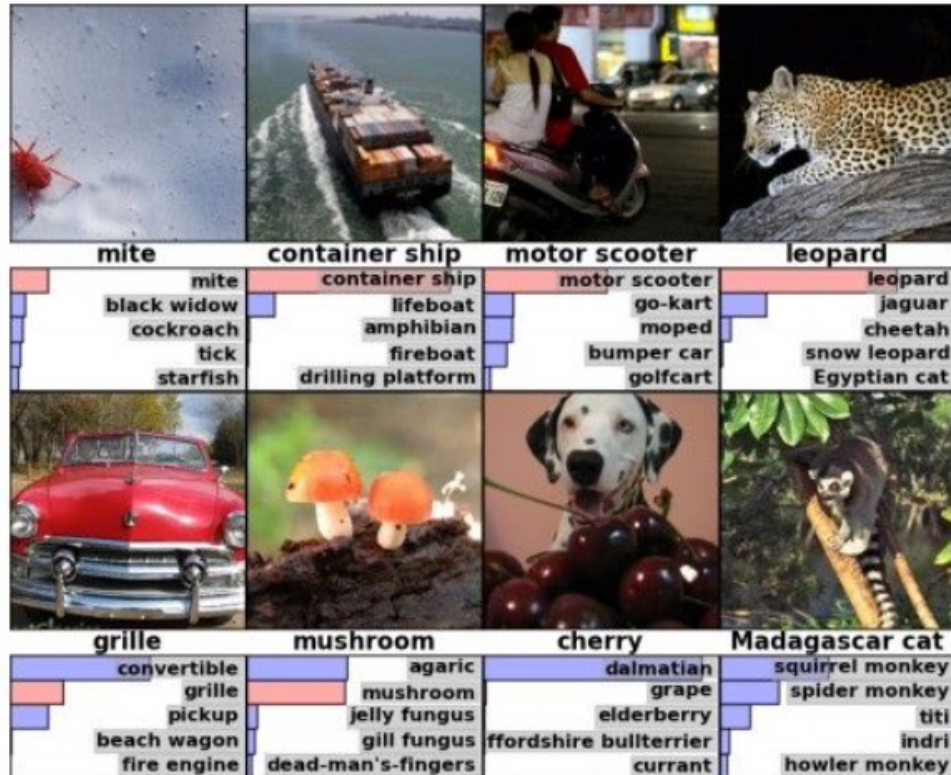 mite
container ship
motor scooter
leopard
mite
black widow
cockroach
tick
starfish
container ship
lifeboat
amphibian
fireboat
drilling platform
motor scooter
go-kart
moped
bumper car
golfcart
leopard
jaguar
cheetah
snow leopard
Egyptian cat
grille
mushroom
cherry
Madagascar cat
convertible
grille
pickup
beach wagon
fire engine
agaric
mushroom
jelly fungus
gill fungus
dead-man's-fingers
dalmatian
grape
elderberry
ffordshire bullterrier
currant
squirrel monkey
spider monkey
titi
indri
howler monkey